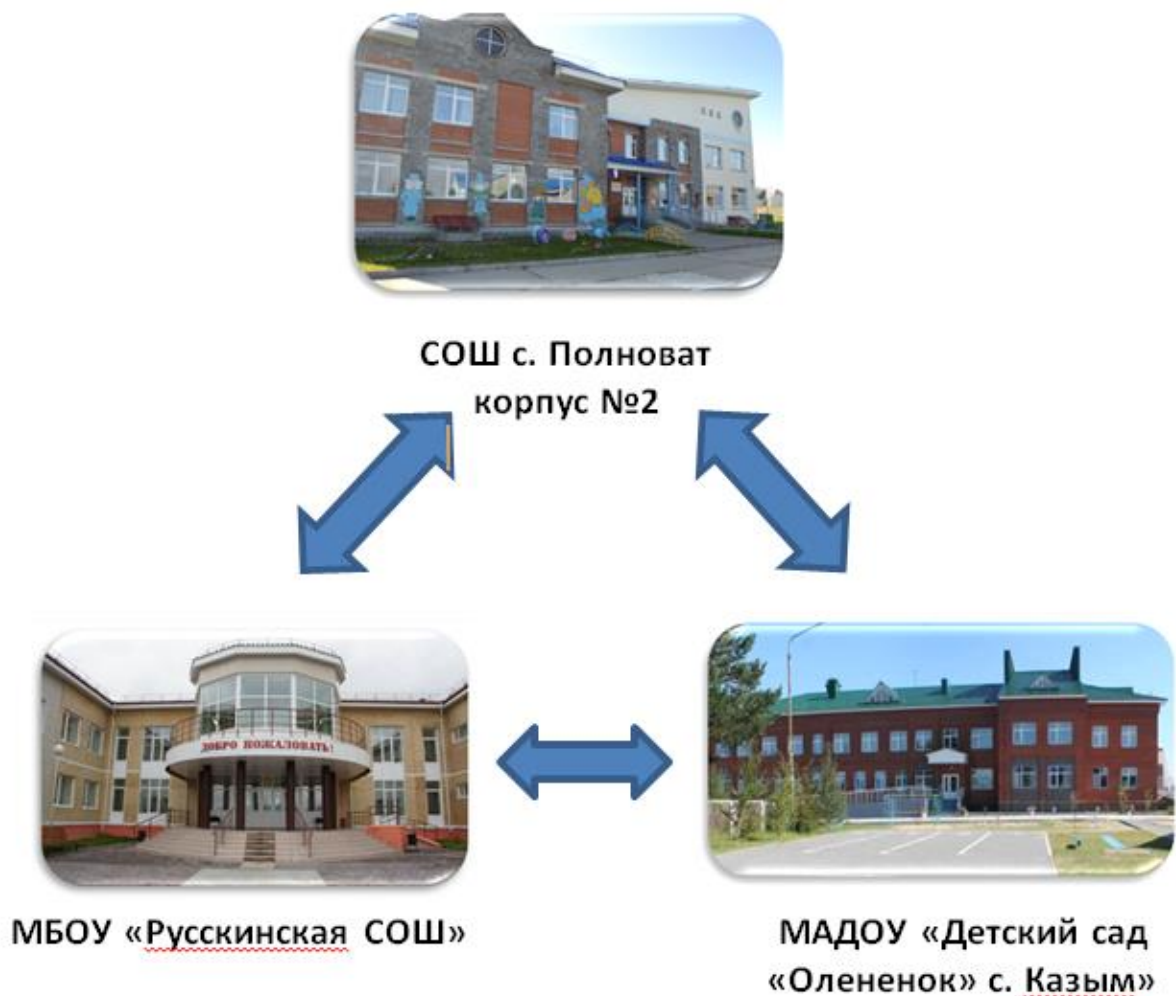 СОШ с. Полноват
корпус №2
ДОБРО ПОЖАЛОВАТЬ!
МБОУ «Русскинская СОШ»
МАДОУ «Детский сад
«Олененок» с. Казым»